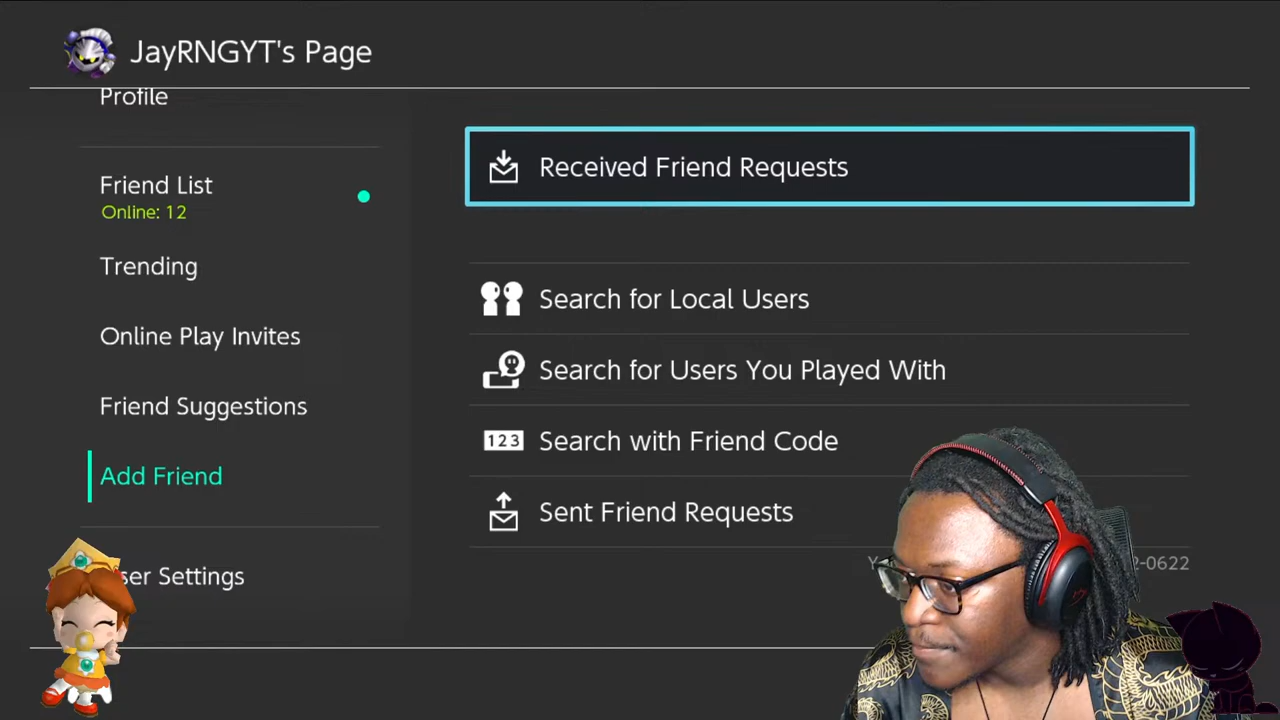 JayRNGYT's Page
Profile
Friend List
Online: 12
Trending
Online Play Invites
Friend Suggestions
Add Friend
ser Settings
Received Friend Requests
Search for Local Users
Search for Users You Played With
123 Search with Friend Code
Sent Friend Requests
Y 2-0622